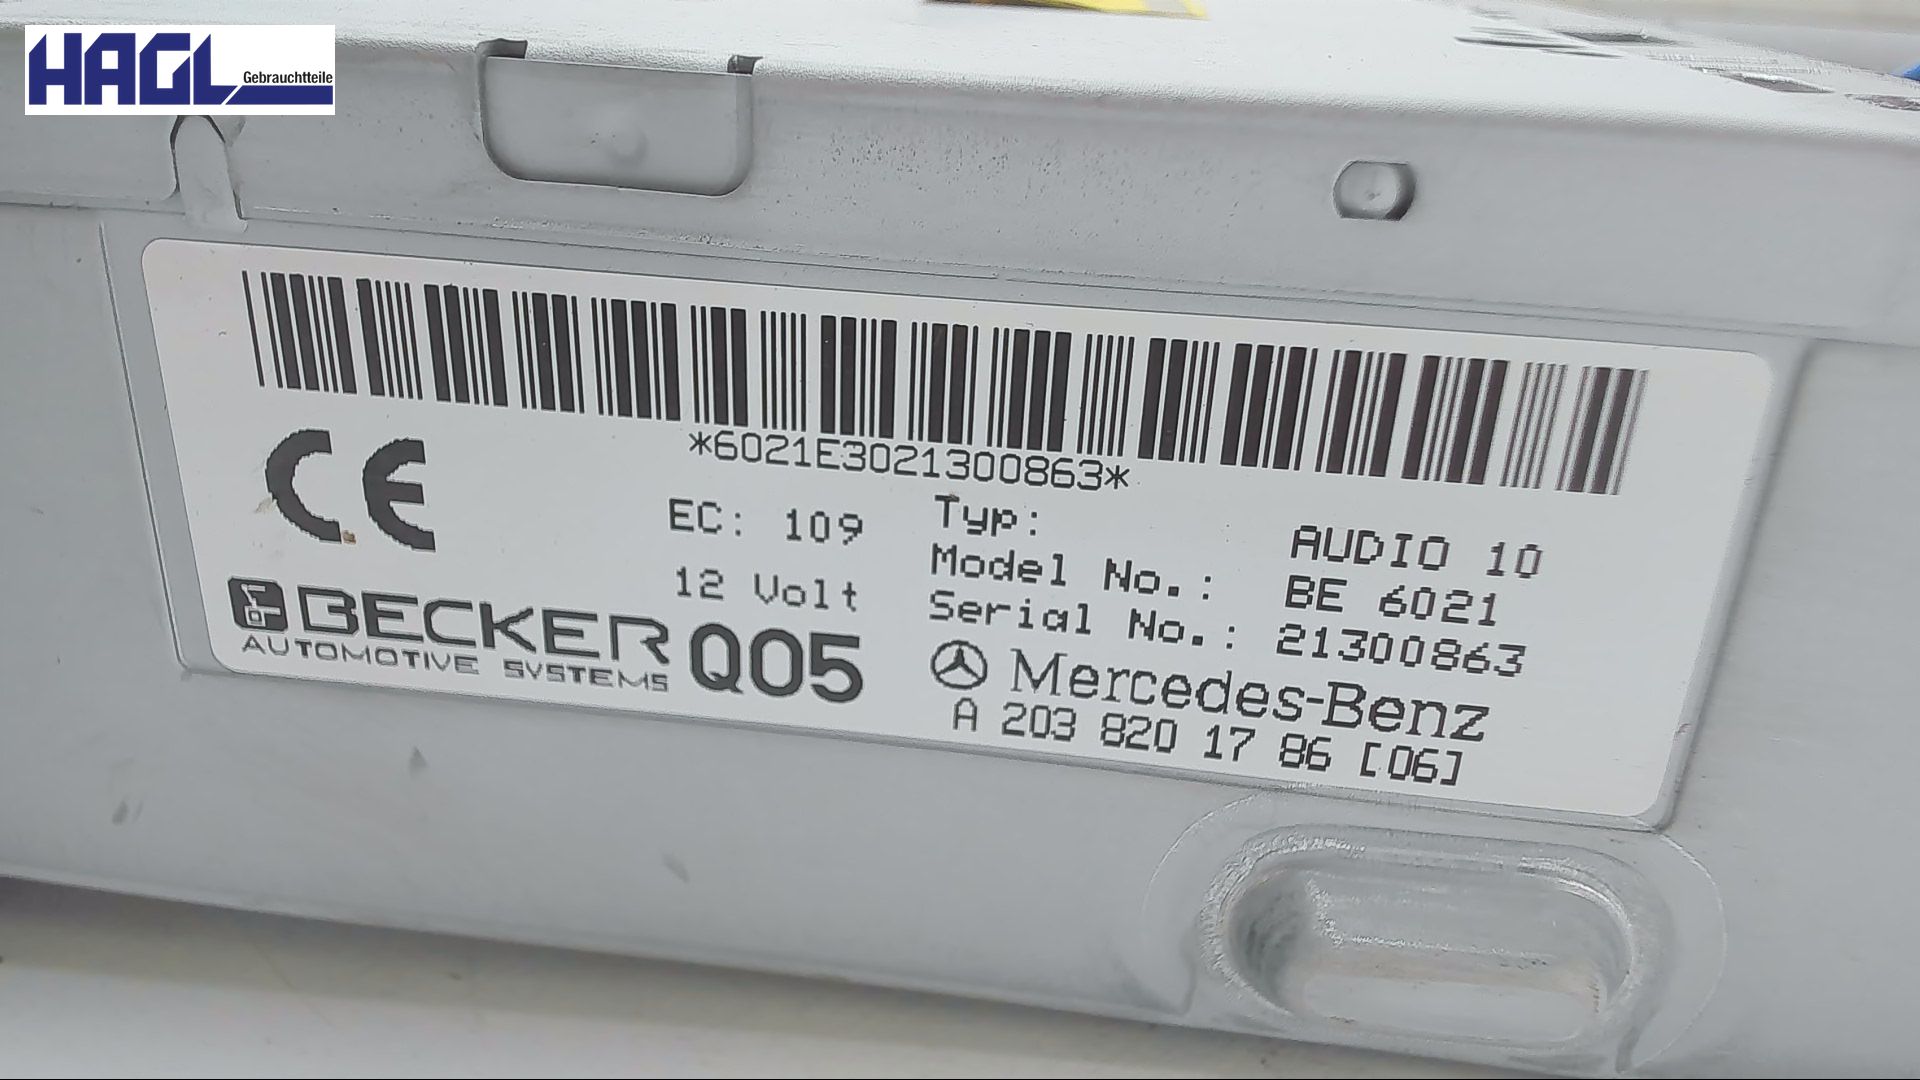 HAGL Gebrauchtteile
*6021E3021300863*
CE
EC: 109
12 Volt
BECKER
AUTOMOTIVE SYSTEMS
Q05
Typ: AUDIO 10
Model No.: BE 6021
Serial No.: 21300863
Mercedes-Benz
A 203 820 17 86 [06]